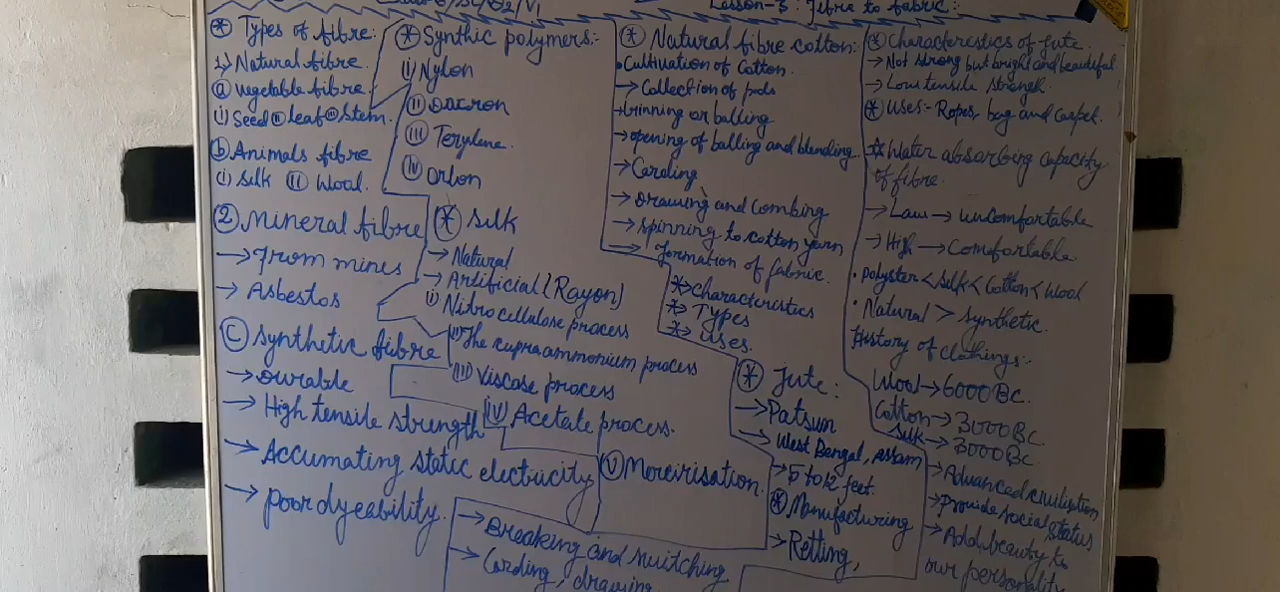 Lesson-3: Fibre to fabric:
* Types of fibre:
1) Natural fibre
a vegetable fibre
(i) Seed (ii) leaf (iii) Stem.
b Animals fibre
(i) Silk (ii) Wool.
2 Mineral fibre
→ From mines
→ Asbestos
C Synthetic fibre
→ Durable
→ High tensile strength
→ Accumating static electricity
→ Poor dyeability.
* Synthic polymers:-
(i) Nylon
(ii) Dacron
(iii) Terylene.
(iv) Orlon
* Silk
→ Natural
→ Artificial (Rayon)
(i) Nitro cellulose process
(ii) The cupraammonium process
(iii) Viscose process
(iv) Acetate process.
(v) Morcirisation.
* Natural fibre cotton:
• Cultivation of Cotton.
→ Collection of pods
→ Ginning or balling
→ opening of balling and blending
→ Carding
→ Drawing and Combing
→ Spinning to cotton yarn
→ Formation of fabric.
* Characteristics
* Types
* Uses.
* Jute:
→ Patsun
→ West Bengal, Assam
→ 5 to 12 feet.
* Manufacturing
→ Retting,
→ Breaking and
→ Carding, drawing
* Characteristics of Jute.
→ Not strong but bright and beautiful
→ Low tensile strength.
* Uses:- Ropes, bag and carpet.
* Water absorbing capacity
of fibre.
→ Law → uncomfortable
→ High → Comofortable.
• Polyster < Silk < Cotton < Wool
• Natural > Synthetic.
History of clothings:-
Wool → 6000 BC.
Cotton → 3000 BC.
Silk → 3000 BC.
→ Advanced civilisation
→ Provide social status
→ Add beauty to
our personality